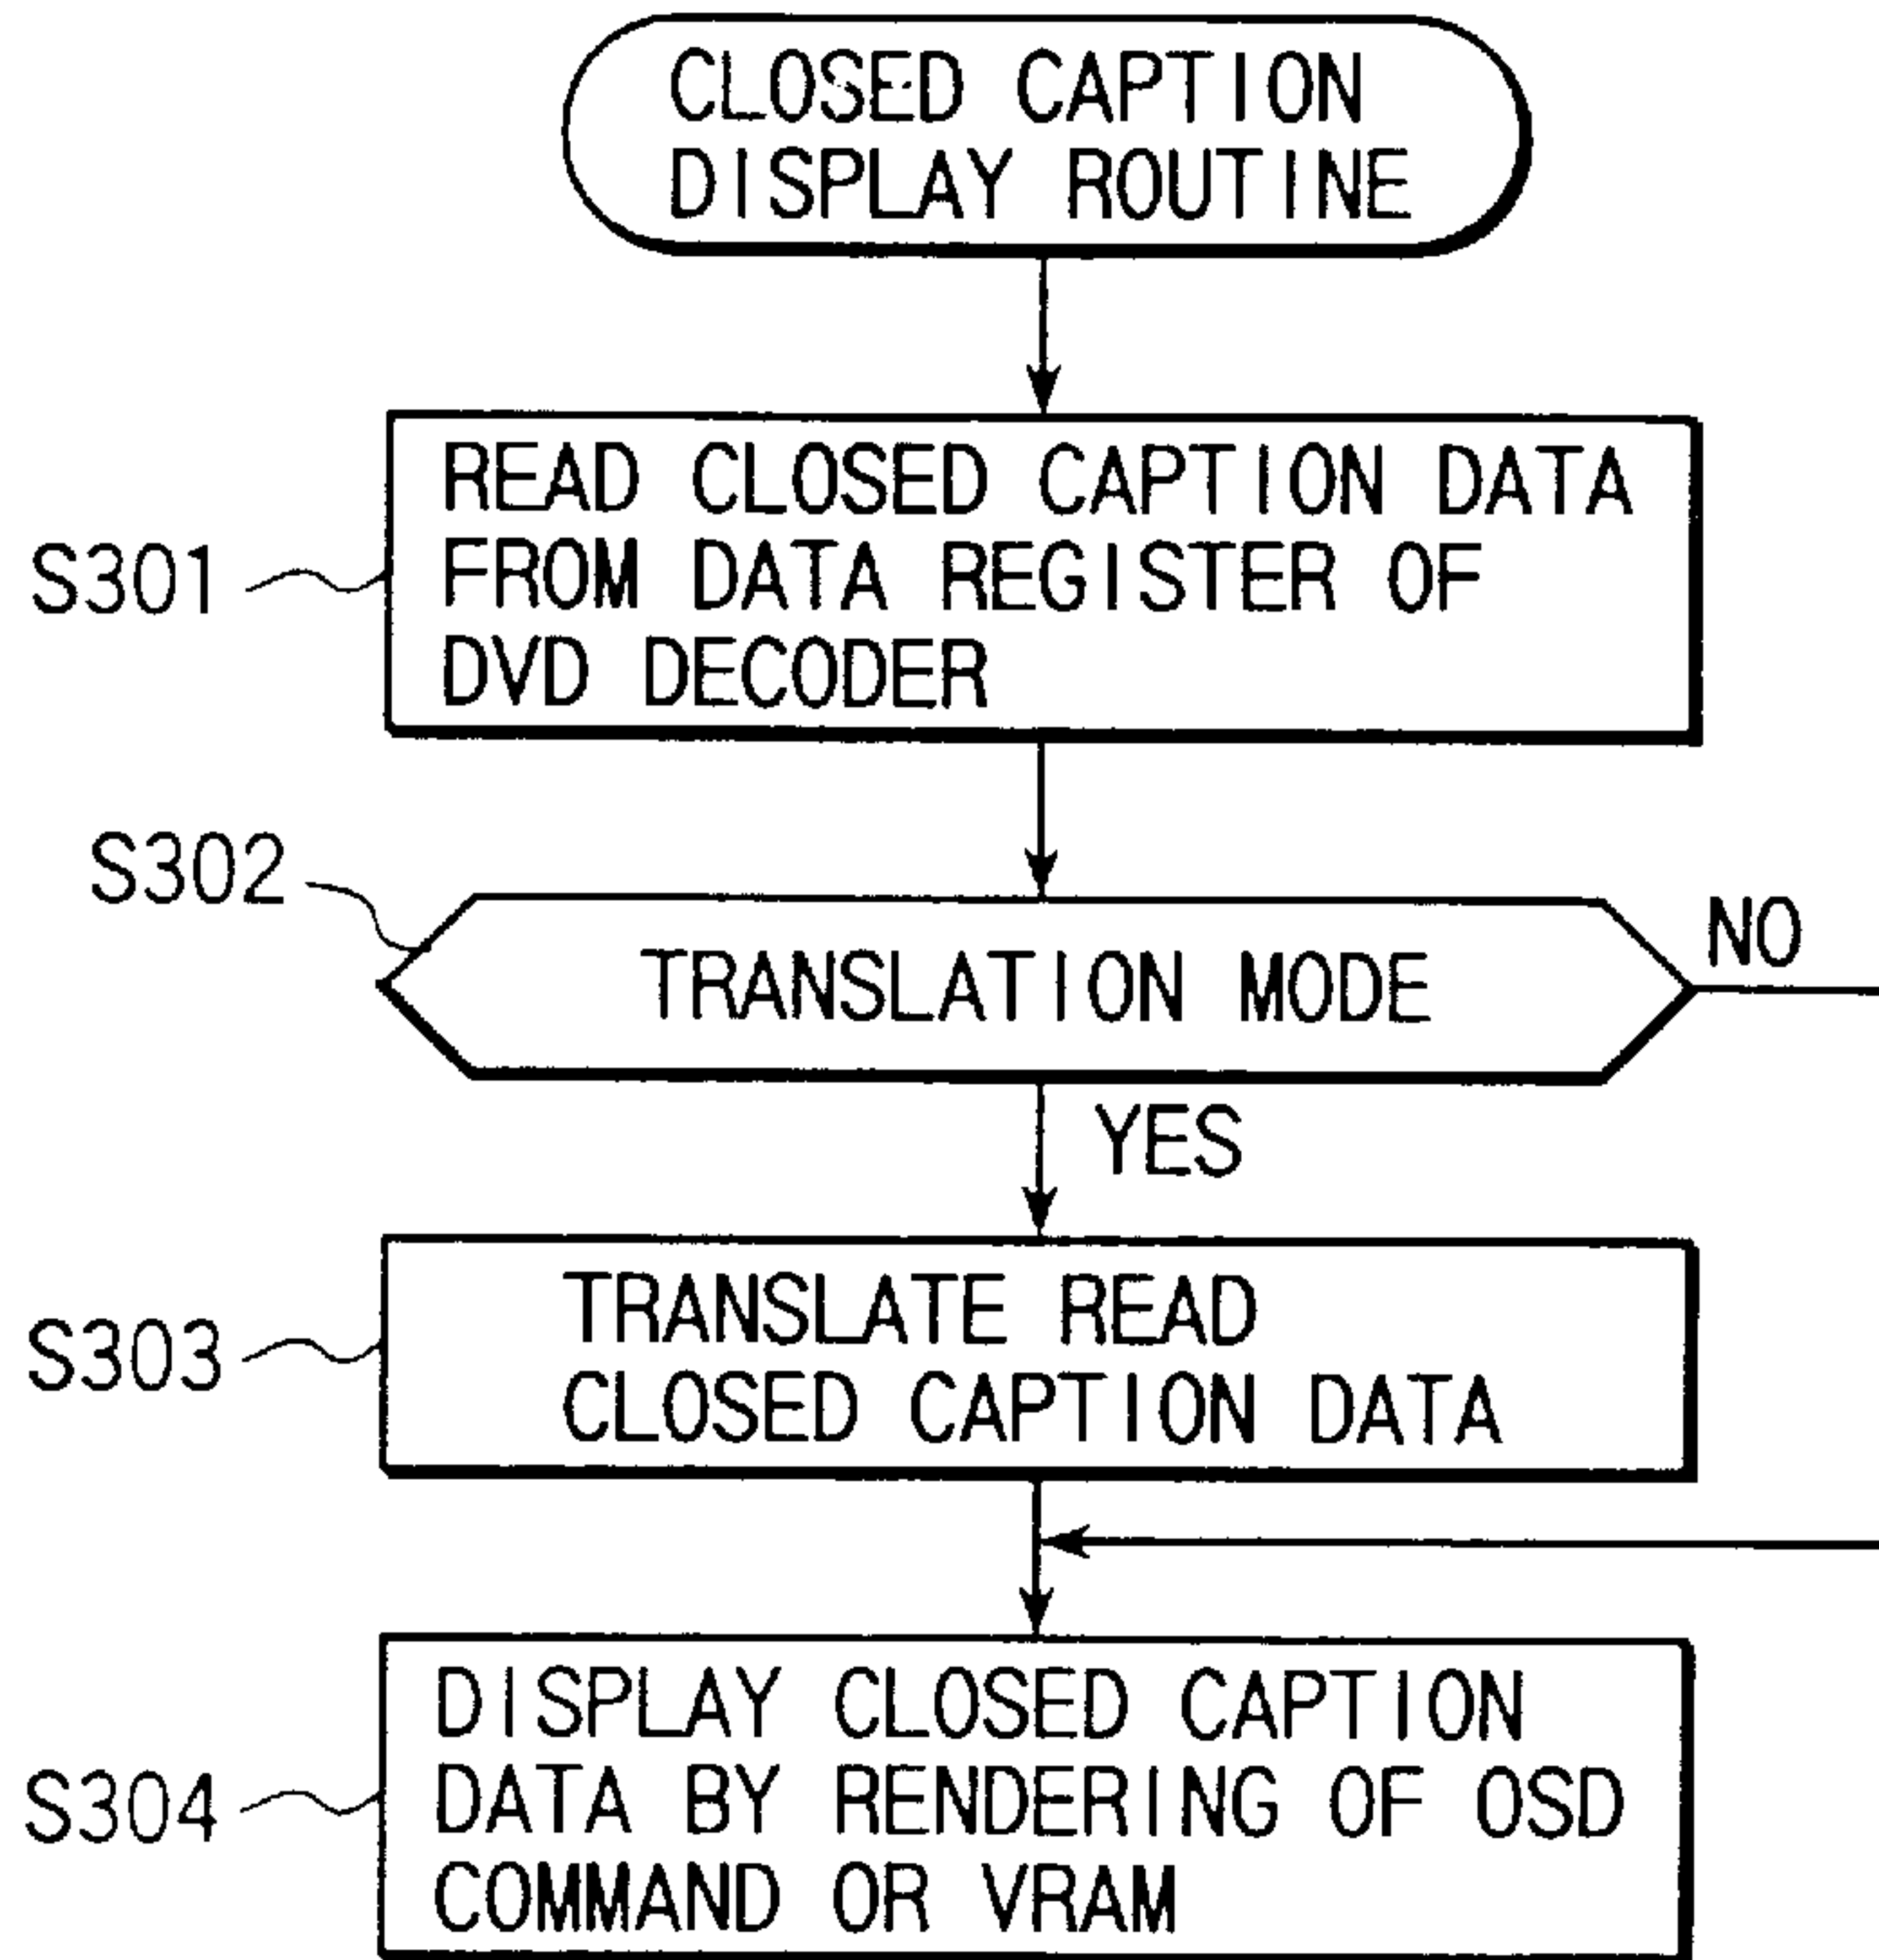 CLOSED CAPTION
DISPLAY ROUTINE
READ CLOSED CAPTION DATA
S301
FROM DATA REGISTER OF
DVD DECODER
S302
NO
TRANSLATION MODE
YES
TRANSLATE READ
S303
CLOSED CAPTION DATA
DISPLAY CLOSED CAPTION
S304
DATA BY RENDERING OF OSD
COMMAND OR VRAM